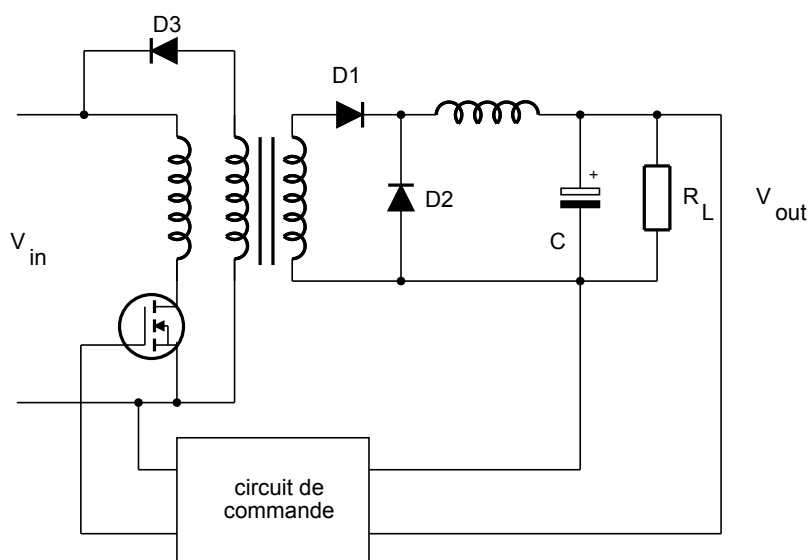 D3
D1
D2
+
C
R L
V out
V in
circuit de
commande